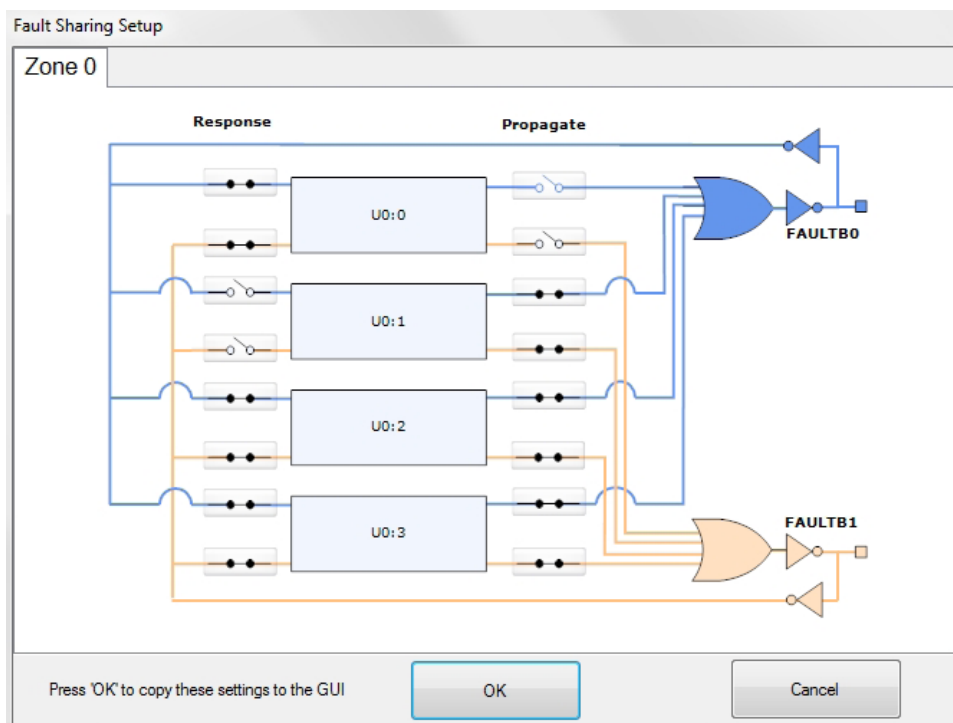 Fault Sharing Setup
Zone 0
Response
Propagate
U0:0
FAULTB0
U0:1
U0:2
U0:3
FAULTB1
Press 'OK' to copy these settings to the GUI
OK
Cancel